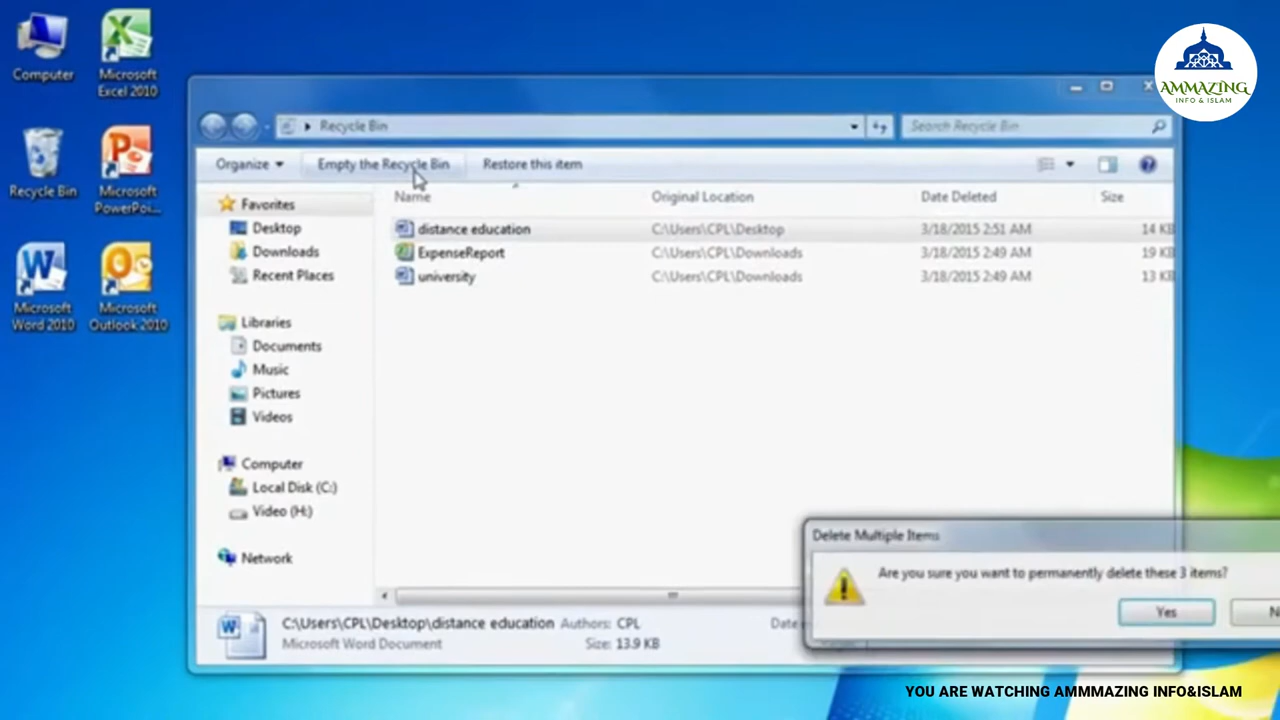 Computer
Microsoft
Excel 2010
Recycle Bin
Microsoft
PowerPoi...
Microsoft
Word 2010
Microsoft
Outlook 2010
AMMAZING
INFO & ISLAM
Recycle Bin
Search Recycle Bin
Organize
Empty the Recycle Bin
Restore this item
Name
Original Location
Date Deleted
Size
Favorites
Desktop
Downloads
Recent Places
Libraries
Documents
Music
Pictures
Videos
Computer
Local Disk (C:)
Video (H:)
Network
distance education C:\Users\CPL\Desktop 3/18/2015 2:51 AM 14 KB
ExpenseReport C:\Users\CPL\Downloads 3/18/2015 2:49 AM 19 KB
university C:\Users\CPL\Downloads 3/18/2015 2:49 AM 13 KB
Delete Multiple Items
Are you sure you want to permanently delete these 3 items?
Yes
C:\Users\CPL\Desktop\distance education Authors: CPL Date
Microsoft Word Document Size: 13.9 KB
YOU ARE WATCHING AMMMAZING INFO&ISLAM